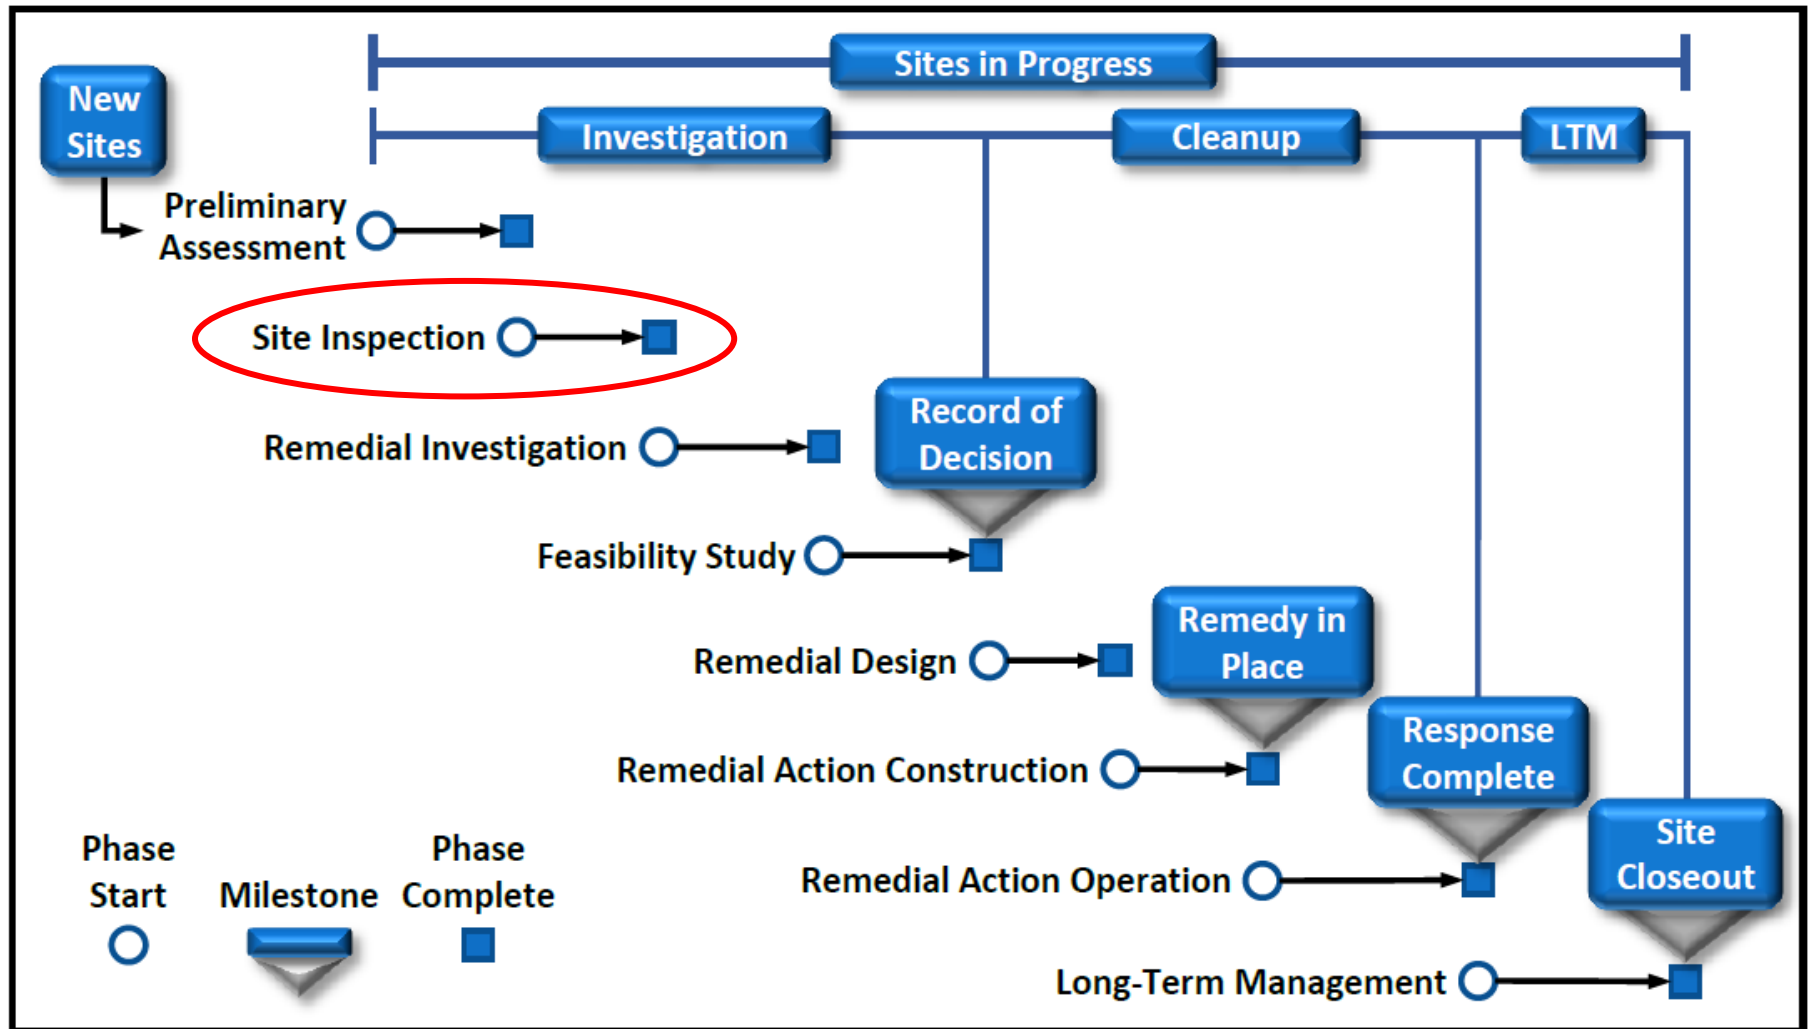 Sites in Progress
New
Sites
Investigation
Cleanup
LTM
Preliminary
Assessment
Site Inspection
Record of
Decision
Remedial Investigation
Feasibility Study
Remedy in
Place
Remedial Design
Response
Complete
Remedial Action Construction
Site
Closeout
Remedial Action Operation
Long-Term Management
Phase
Start
Milestone
Phase
Complete